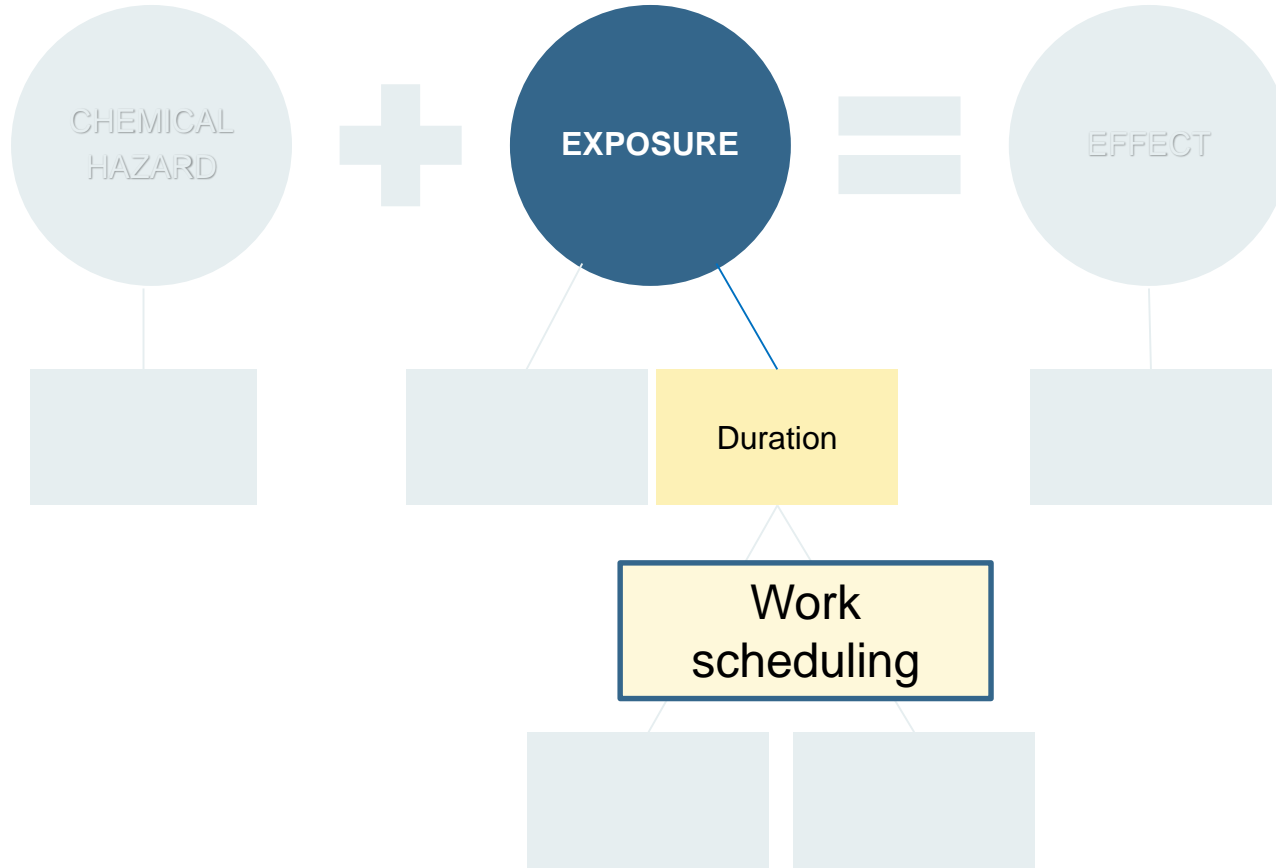 CHEMICAL
HAZARD
EXPOSURE
EFFECT
Duration
Work
scheduling